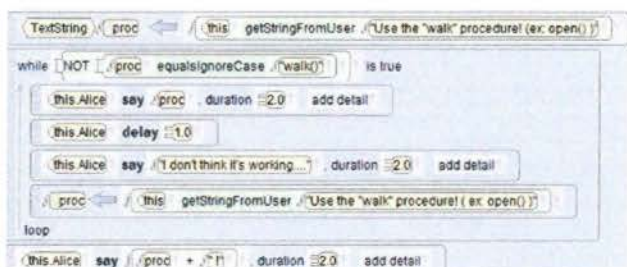 TextString proc this getStringFromUser "Use the "walk" procedure! (ex: open() )"
while NOT proc equalsIgnoreCase "walk()" is true
this.Alice say proc , duration 2.0 add detail
this.Alice delay 1.0
this.Alice say "I don't think it's working...." , duration 2.0 add detail
proc this getStringFromUser "Use the "walk" procedure! ( ex: open() )"
loop
this.Alice say proc + , duration 2.0 add detail